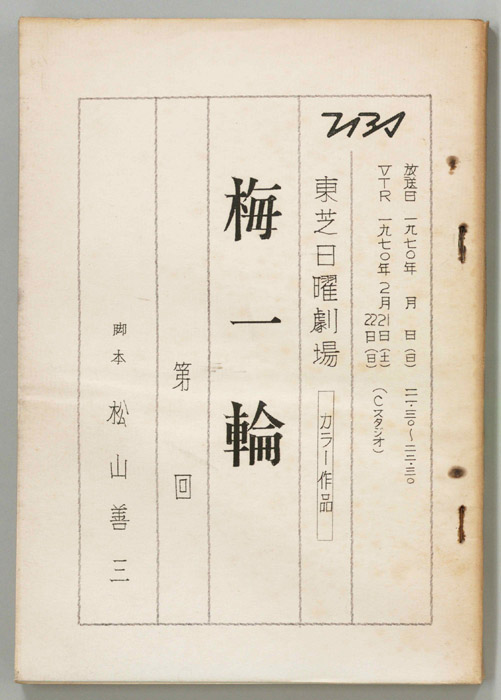 放送日 一九七〇年 月 日(日) 二一・三〇〜二二・三〇
VTR 一九七〇年2月21日(土)
22日(日)
(Cスタジオ)
TBS
東芝日曜劇場 カラー作品
梅一輪
第 回
脚本 松山善三